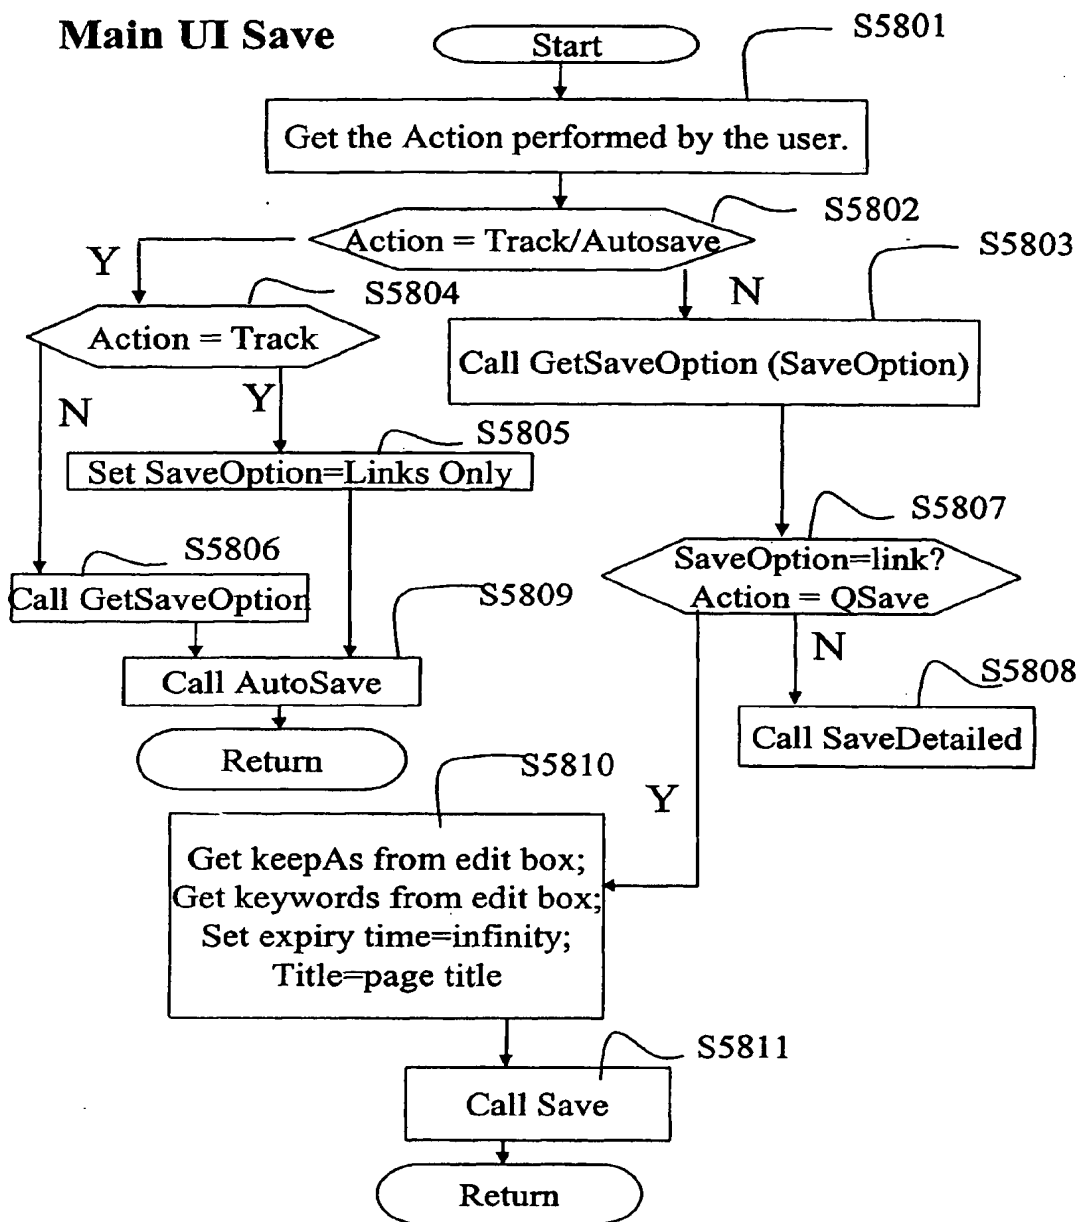 Main UI Save
Start
S5801
Get the Action performed by the user.
S5802
Action = Track/Autosave
S5803
Y
N
S5804
Action = Track
Call GetSaveOption (SaveOption)
N
Y
S5805
Set SaveOption=Links Only
S5807
SaveOption=link?
Action = QSave
S5806
Call GetSaveOption
S5809
Call AutoSave
N
S5808
Call SaveDetailed
Return
S5810
Y
Get keepAs from edit box;
Get keywords from edit box;
Set expiry time=infinity;
Title=page title
S5811
Call Save
Return